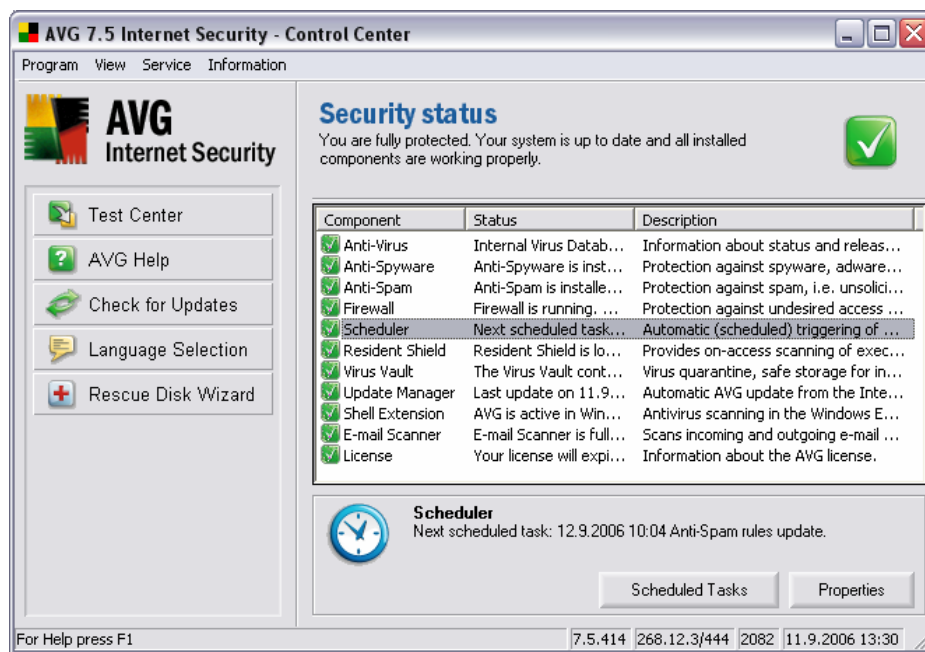 AVG 7.5 Internet Security - Control Center
Program View Service Information
AVG
Internet Security
Test Center
AVG Help
Check for Updates
Language Selection
Rescue Disk Wizard
Security status
You are fully protected. Your system is up to date and all installed
components are working properly.
Component Status Description
Anti-Virus Internal Virus Datab... Information about status and releas...
Anti-Spyware Anti-Spyware is inst... Protection against spyware, adware...
Anti-Spam Anti-Spam is installe... Protection against spam, i.e. unsolici...
Firewall Firewall is running. ... Protection against undesired access ...
Scheduler Next scheduled task... Automatic (scheduled) triggering of ...
Resident Shield Resident Shield is lo... Provides on-access scanning of exec...
Virus Vault The Virus Vault cont... Virus quarantine, safe storage for in...
Update Manager Last update on 11.9... Automatic AVG update from the Inte...
Shell Extension AVG is active in Win... Antivirus scanning in the Windows E...
E-mail Scanner E-mail Scanner is full... Scans incoming and outgoing e-mail ...
License Your license will expi... Information about the AVG license.
Scheduler
Next scheduled task: 12.9.2006 10:04 Anti-Spam rules update.
Scheduled Tasks Properties
For Help press F1 7.5.414 268.12.3/444 2082 11.9.2006 13:30